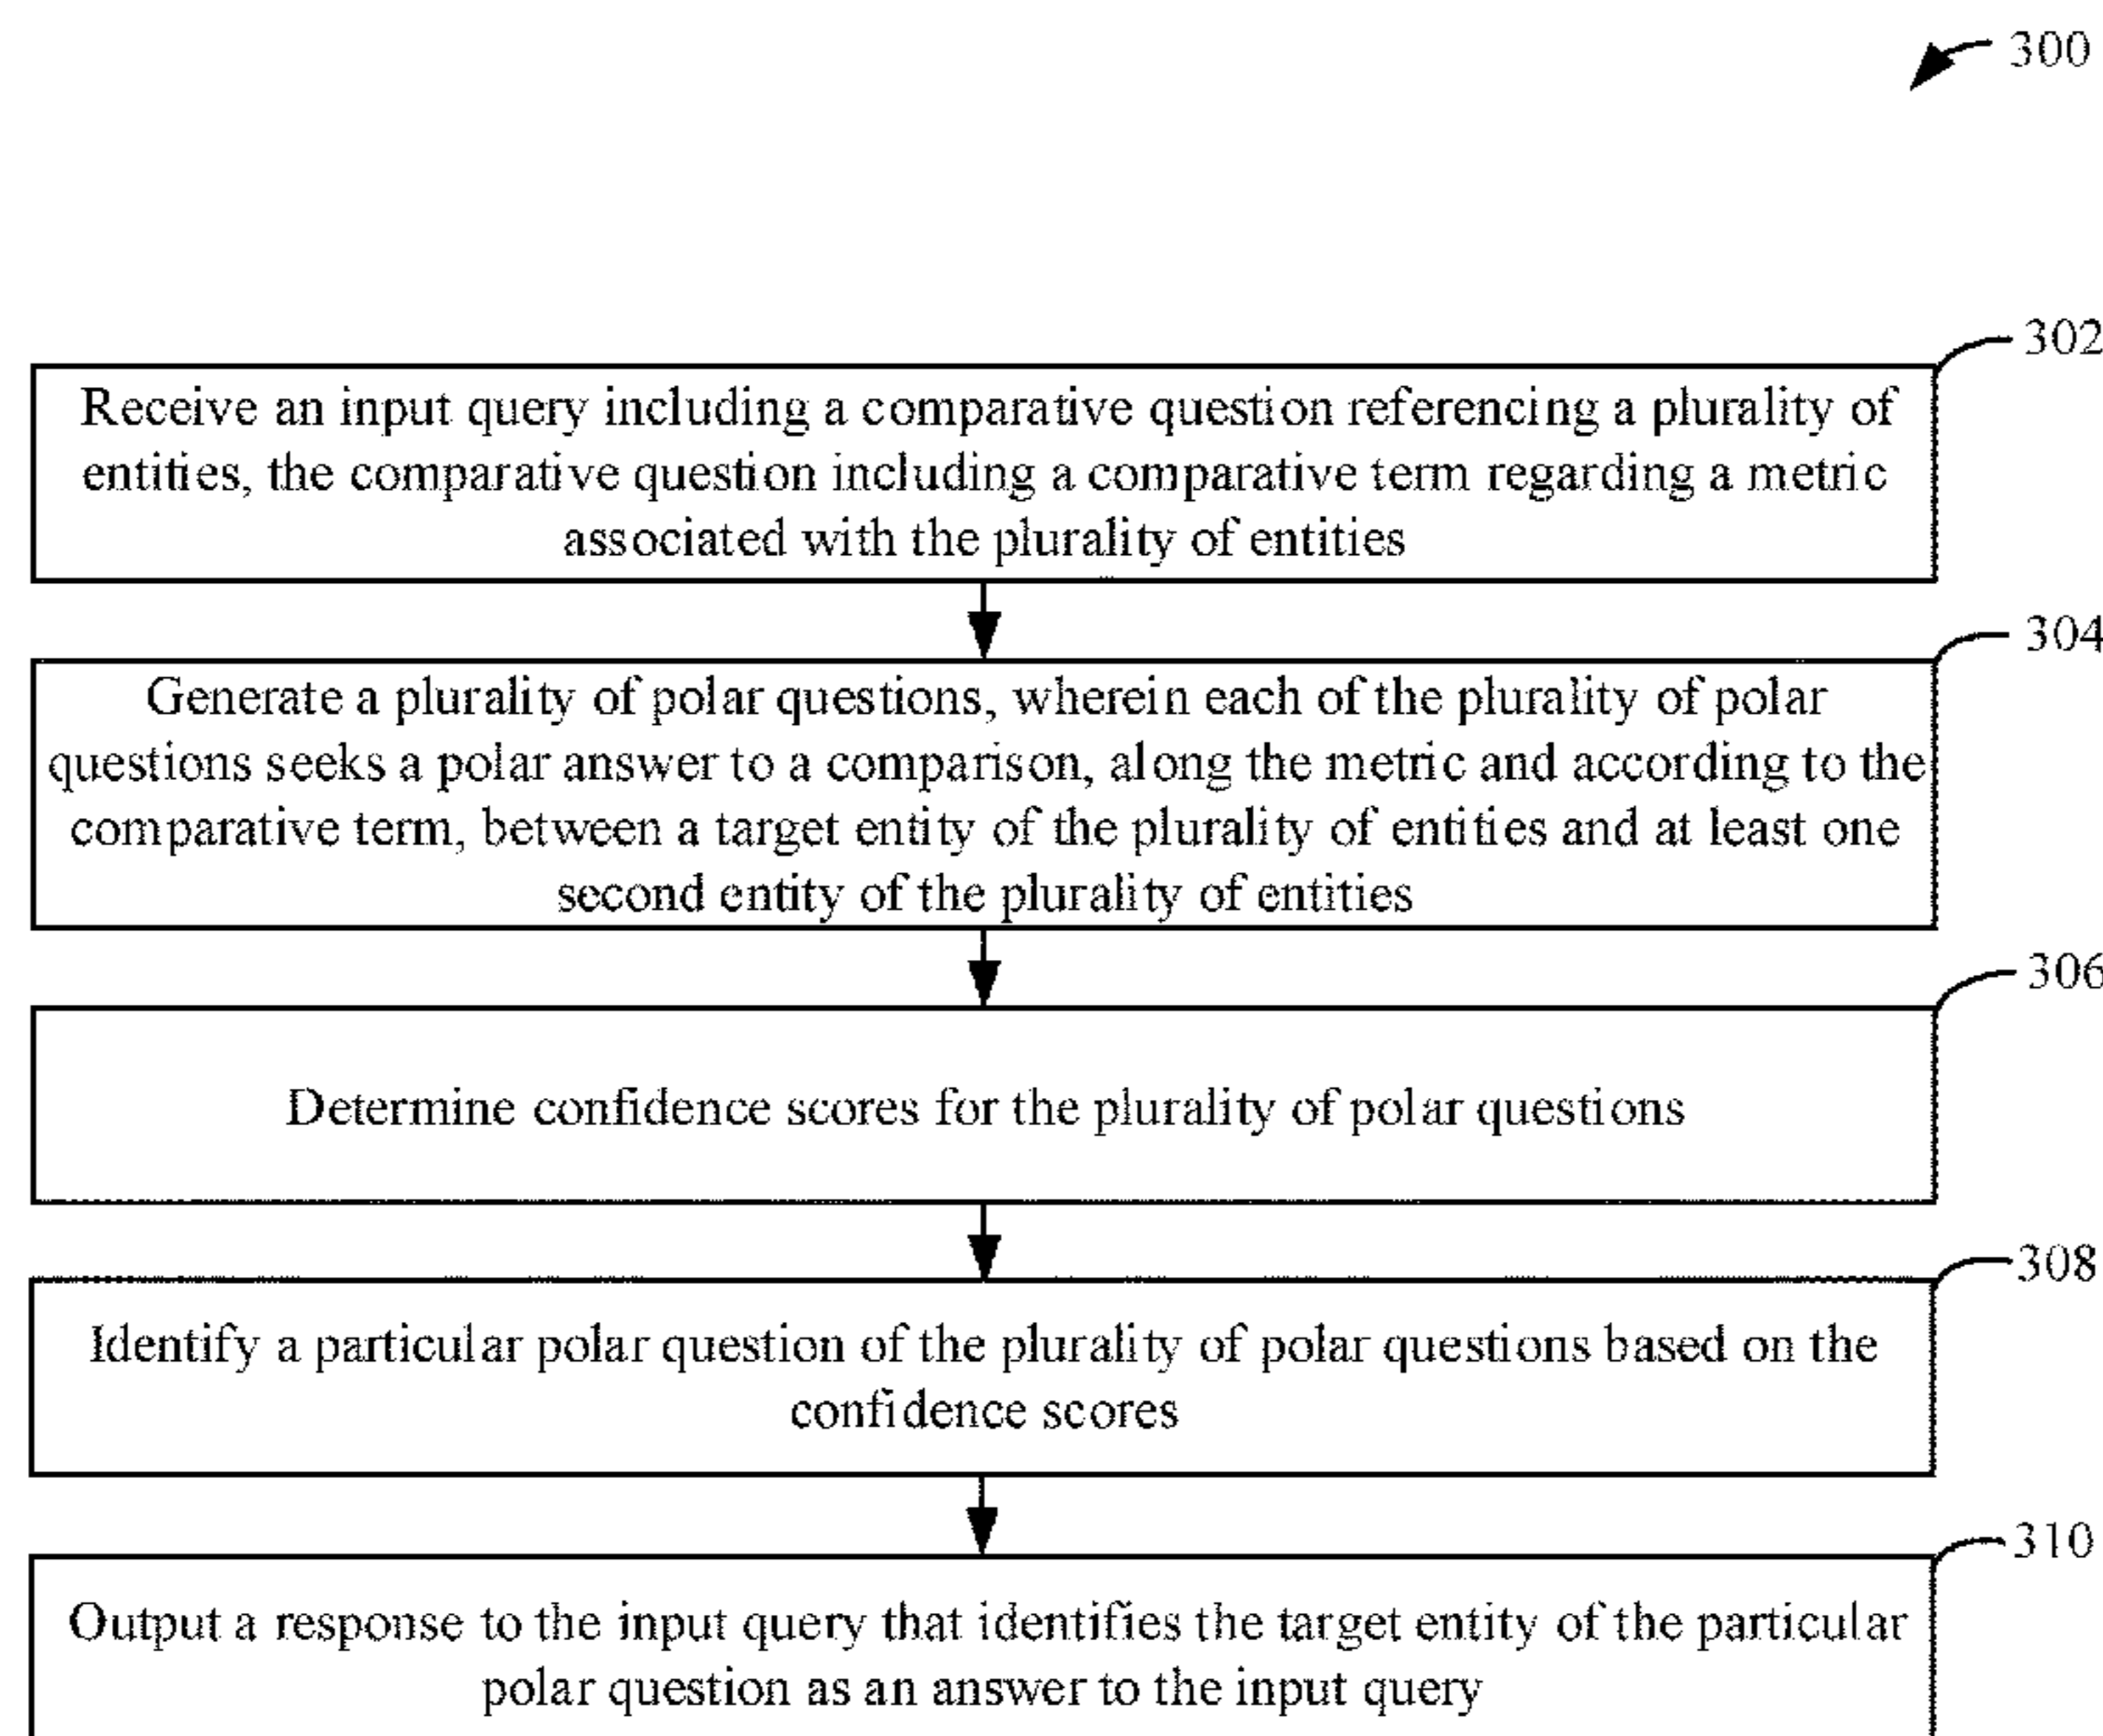 300
302
Receive an input query including a comparative question referencing a plurality of
entities, the comparative question including a comparative term regarding a metric
associated with the plurality of entities
304
Generate a plurality of polar questions, wherein each of the plurality of polar
questions seeks a polar answer to a comparison, along the metric and according to the
comparative term, between a target entity of the plurality of entities and at least one
second entity of the plurality of entities
306
Determine confidence scores for the plurality of polar questions
308
Identify a particular polar question of the plurality of polar questions based on the
confidence scores
310
Output a response to the input query that identifies the target entity of the particular
polar question as an answer to the input query